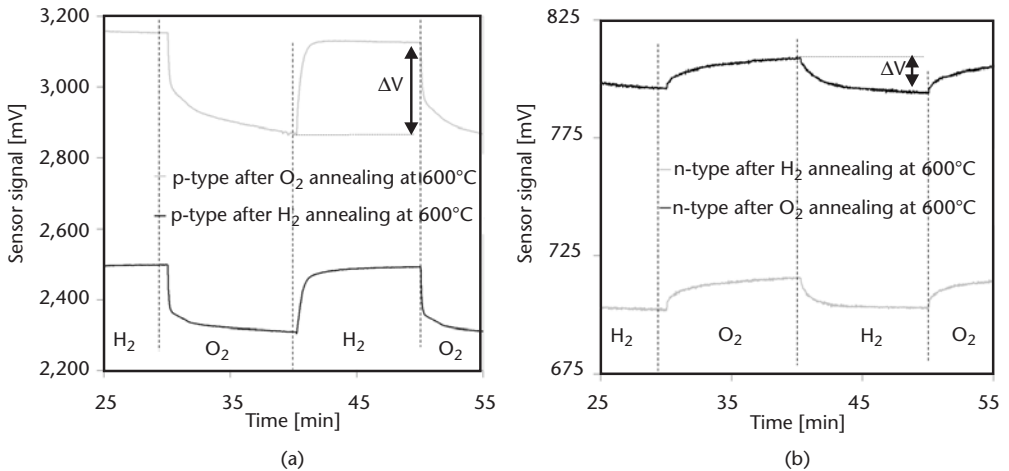 3,200
3,000
2,800
2,600
2,400
2,200
Sensor signal [mV]
ΔV
p-type after O₂ annealing at 600°C
p-type after H₂ annealing at 600°C
H₂
O₂
H₂
O₂
25
35
45
55
Time [min]
(a)
825
775
725
675
Sensor signal [mV]
ΔV
n-type after H₂ annealing at 600°C
n-type after O₂ annealing at 600°C
H₂
O₂
H₂
O₂
25
35
45
55
Time [min]
(b)